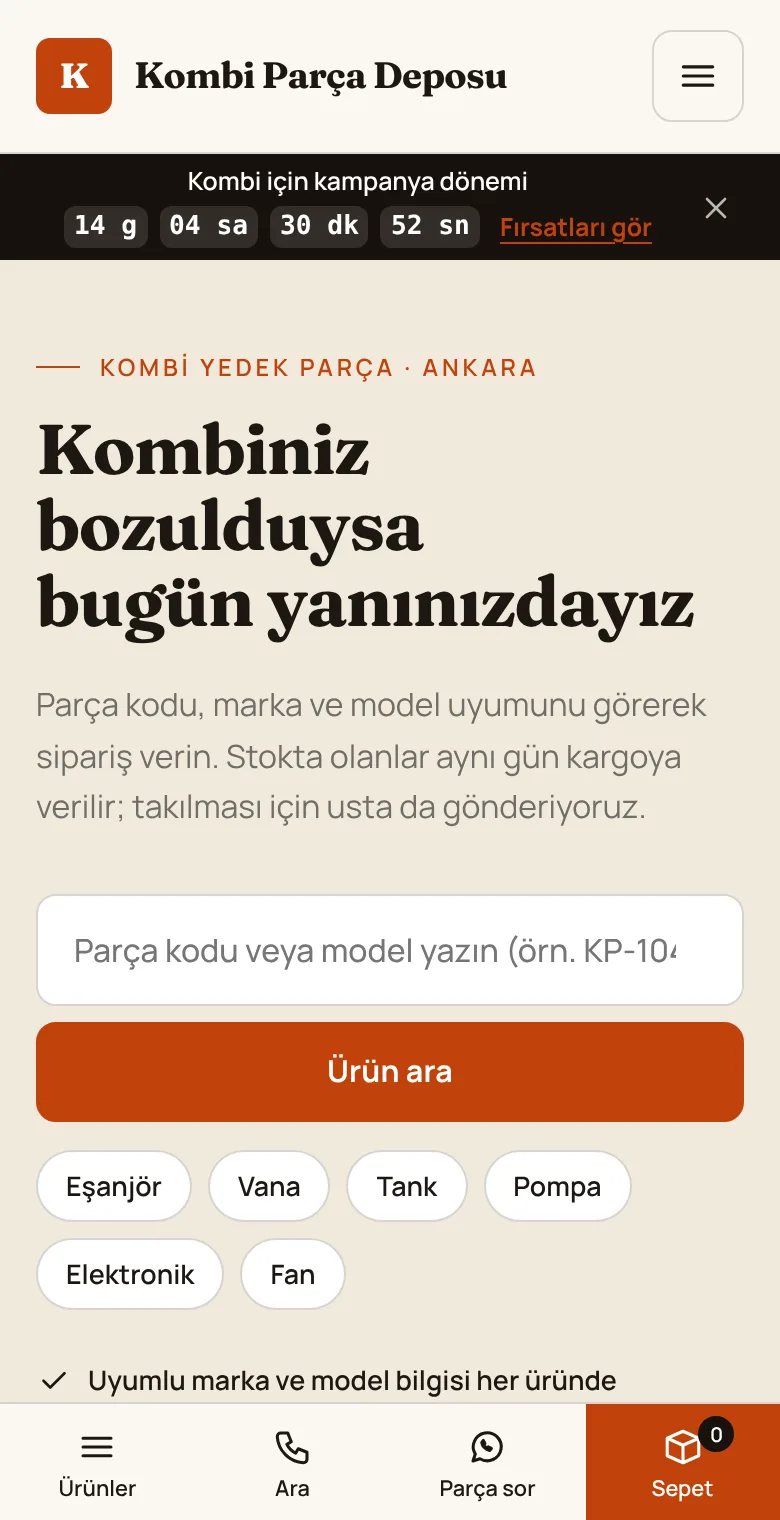 K Kombi Parça Deposu
Kombi için kampanya dönemi
14 g 04 sa 30 dk 52 sn Fırsatları gör
KOMBİ YEDEK PARÇA · ANKARA
Kombiniz
bozulduysa
bugün yanınızdayız
Parça kodu, marka ve model uyumunu görerek
sipariş verin. Stokta olanlar aynı gün kargoya
verilir; takılması için usta da gönderiyoruz.
Parça kodu veya model yazın (örn. KP-10
Ürün ara
Eşanjör Vana Tank Pompa
Elektronik Fan
Uyumlu marka ve model bilgisi her üründe
0
Ürünler Ara Parça sor Sepet